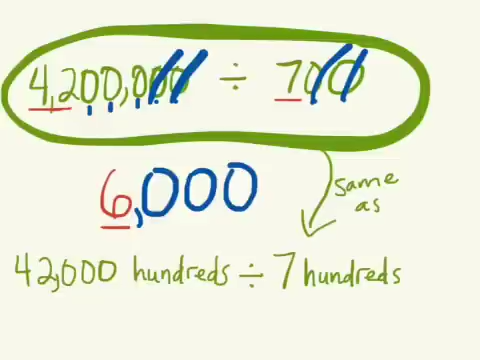 4,200,000 ÷ 700
6,000
same
as
42,000 hundreds ÷ 7 hundreds